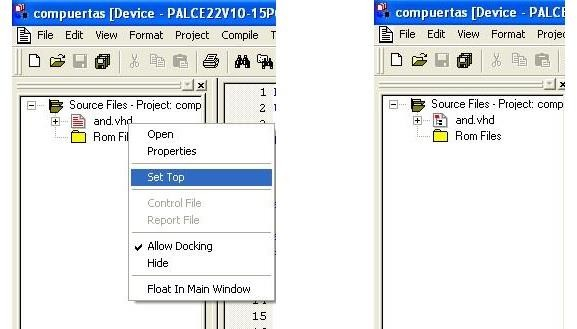 compuertas [Device - PALCE22V10-15P
File Edit View Format Project Compile T
Source Files - Project: comp
and.vhd
Rom Fil
1
2
Open
Properties
Set Top
Control File
Report File
Allow Docking
Hide
Float In Main Window
14
15
compuertas [Device - PALCE
File Edit View Format Proje
Source Files - Project: comp
and.vhd
Rom Files